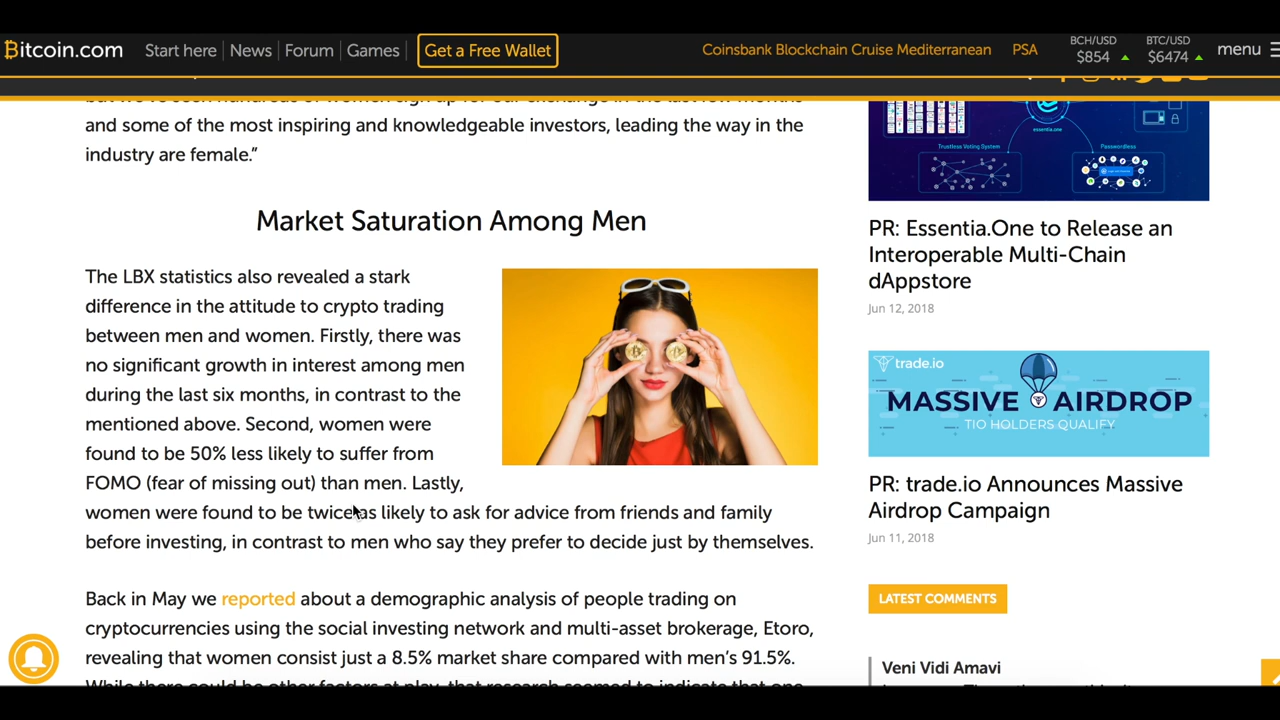 Bitcoin.com Start here News Forum Games Get a Free Wallet Coinsbank Blockchain Cruise Mediterranean PSA BCH/USD $854 BTC/USD $6474 menu
and some of the most inspiring and knowledgeable investors, leading the way in the
industry are female.”
Market Saturation Among Men
The LBX statistics also revealed a stark
difference in the attitude to crypto trading
between men and women. Firstly, there was
no significant growth in interest among men
during the last six months, in contrast to the
mentioned above. Second, women were
found to be 50% less likely to suffer from
FOMO (fear of missing out) than men. Lastly,
women were found to be twice as likely to ask for advice from friends and family
before investing, in contrast to men who say they prefer to decide just by themselves.
Back in May we reported about a demographic analysis of people trading on
cryptocurrencies using the social investing network and multi-asset brokerage, Etoro,
revealing that women consist just a 8.5% market share compared with men’s 91.5%.
essentia.one
Trustless Voting System Passwordless
PR: Essentia.One to Release an
Interoperable Multi-Chain
dAppstore
Jun 12, 2018
trade.io
MASSIVE AIRDROP
TIO HOLDERS QUALIFY
PR: trade.io Announces Massive
Airdrop Campaign
Jun 11, 2018
LATEST COMMENTS
Veni Vidi Amavi